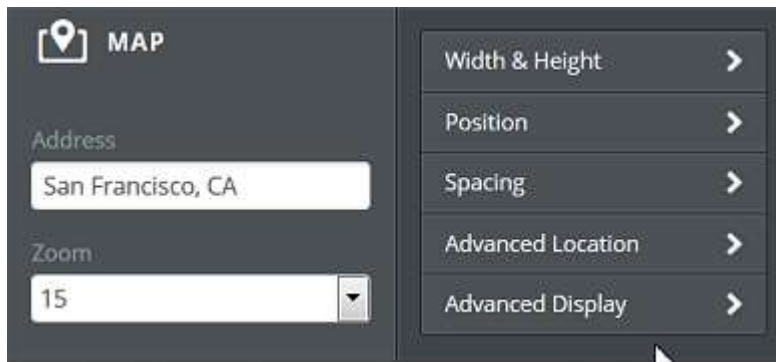 MAP
Address
San Francisco, CA
Zoom
15
Width & Height
Position
Spacing
Advanced Location
Advanced Display